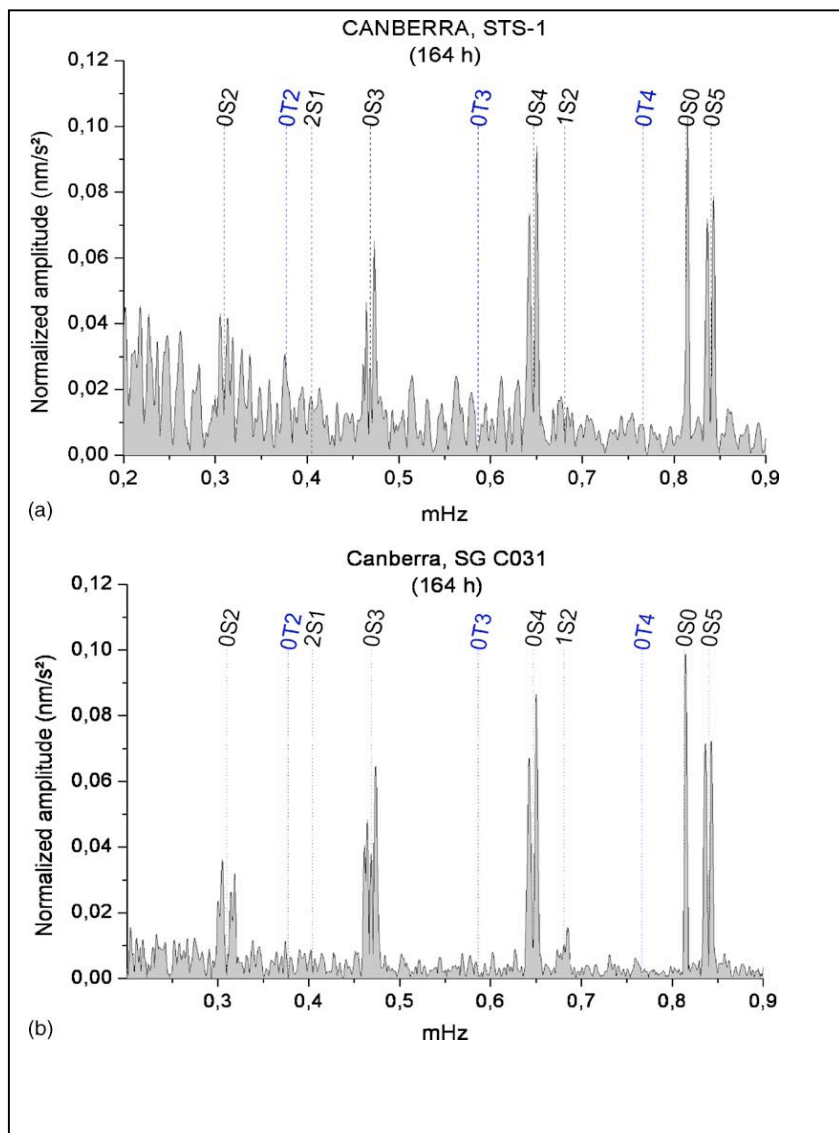 CANBERRA, STS-1
(164 h)
0S2 0T2 2S1 0S3 0T3 0S4 1S2 0T4 0S0 0S5
Normalized amplitude (nm/s²)
0,12
0,10
0,08
0,06
0,04
0,02
0,00
0,2 0,3 0,4 0,5 0,6 0,7 0,8 0,9
mHz
(a)
Canberra, SG C031
(164 h)
0S2 0T2 2S1 0S3 0T3 0S4 1S2 0T4 0S0 0S5
Normalized amplitude (nm/s²)
0,12
0,10
0,08
0,06
0,04
0,02
0,00
0,3 0,4 0,5 0,6 0,7 0,8 0,9
mHz
(b)